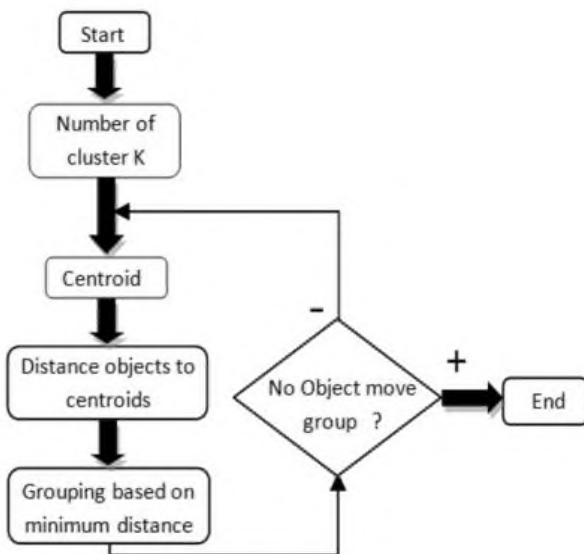 Start
Number of
cluster K
Centroid
Distance objects to
centroids
Grouping based on
minimum distance
-
No Object move
group ?
+
End